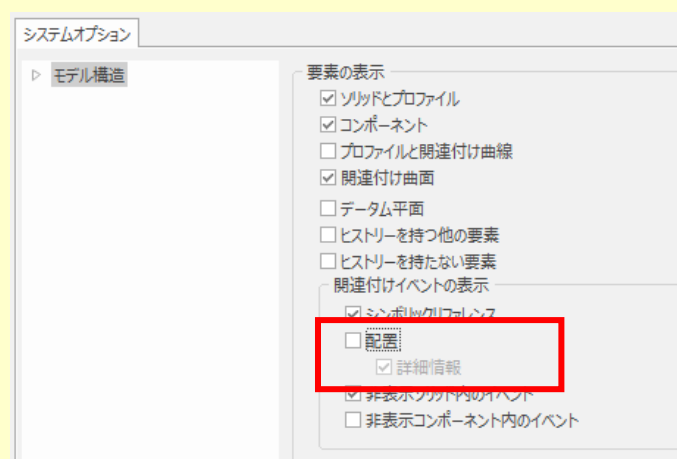 システムオプション
モデル構造
要素の表示
ソリッドとプロファイル
コンポーネント
プロファイルと関連付け曲線
関連付け曲面
データム平面
ヒストリーを持つ他の要素
ヒストリーを持たない要素
関連付けイベントの表示
シンボリックリファレンス
配置
詳細情報
非表示ソリッド内のイベント
非表示コンポーネント内のイベント